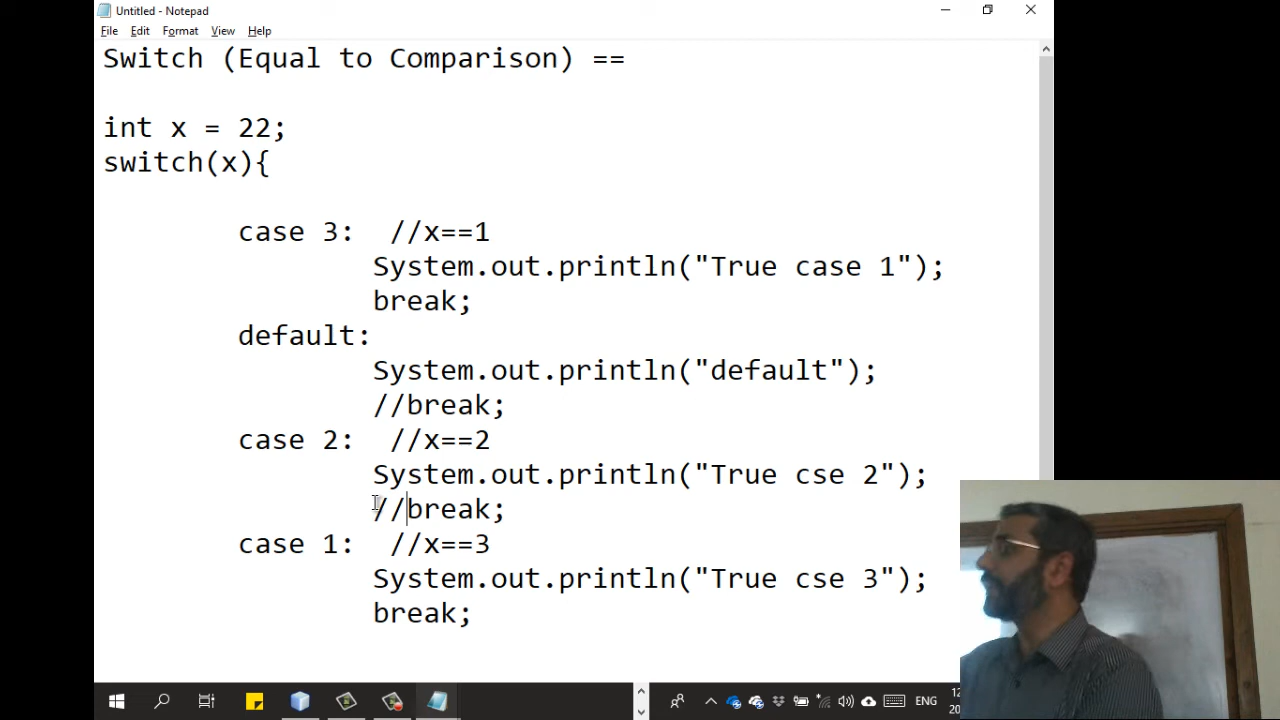 Untitled - Notepad
File Edit Format View Help
Switch (Equal to Comparison) ==
int x = 22;
switch(x){
case 3: //x==1
System.out.println("True case 1");
break;
default:
System.out.println("default");
//break;
case 2: //x==2
System.out.println("True cse 2");
//break;
case 1: //x==3
System.out.println("True cse 3");
break;
ENG
12
20